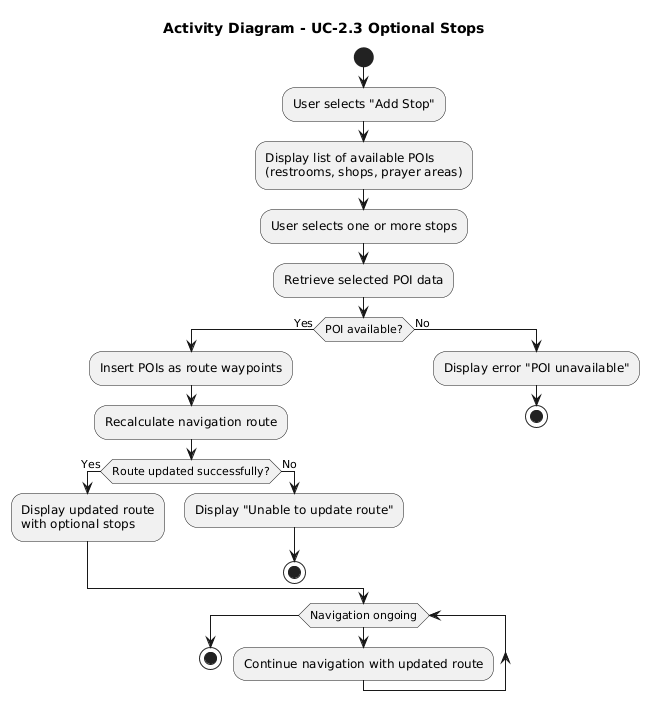 Activity Diagram - UC-2.3 Optional Stops
User selects "Add Stop"
Display list of available POIs
(restrooms, shops, prayer areas)
User selects one or more stops
Retrieve selected POI data
Yes
POI available?
No
Insert POIs as route waypoints
Display error "POI unavailable"
Recalculate navigation route
Yes
Route updated successfully?
No
Display updated route
with optional stops
Display "Unable to update route"
Navigation ongoing
Continue navigation with updated route